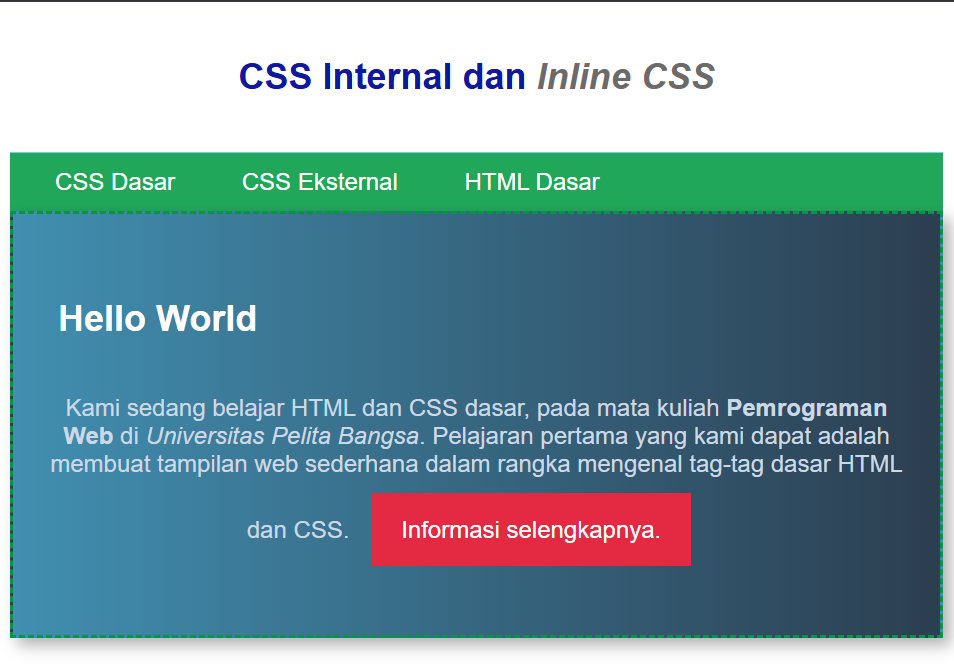 CSS Internal dan Inline CSS
CSS Dasar CSS Eksternal HTML Dasar
Hello World
Kami sedang belajar HTML dan CSS dasar, pada mata kuliah Pemrograman
Web di Universitas Pelita Bangsa. Pelajaran pertama yang kami dapat adalah
membuat tampilan web sederhana dalam rangka mengenal tag-tag dasar HTML
dan CSS. Informasi selengkapnya.